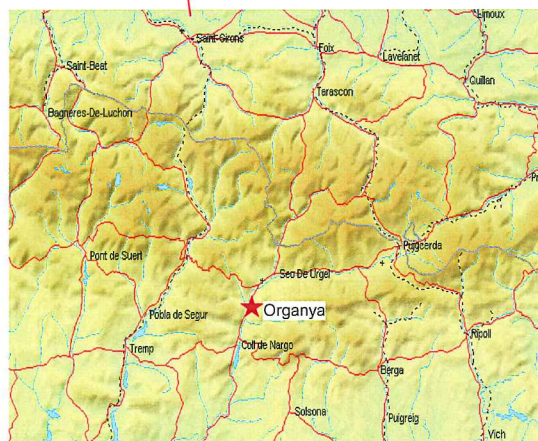 Limoux
Saint-Girons
Foix
Lavelanet
Saint-Beat
Quillan
Tarascon
Bagneres-De-Luchon
Puigcerda
Pont de Suert
Seo De Urgel
Organya
Pobla de Segur
Ripoll
Coll de Nargo
Tremp
Berga
Solsona
Puigreig
Vich